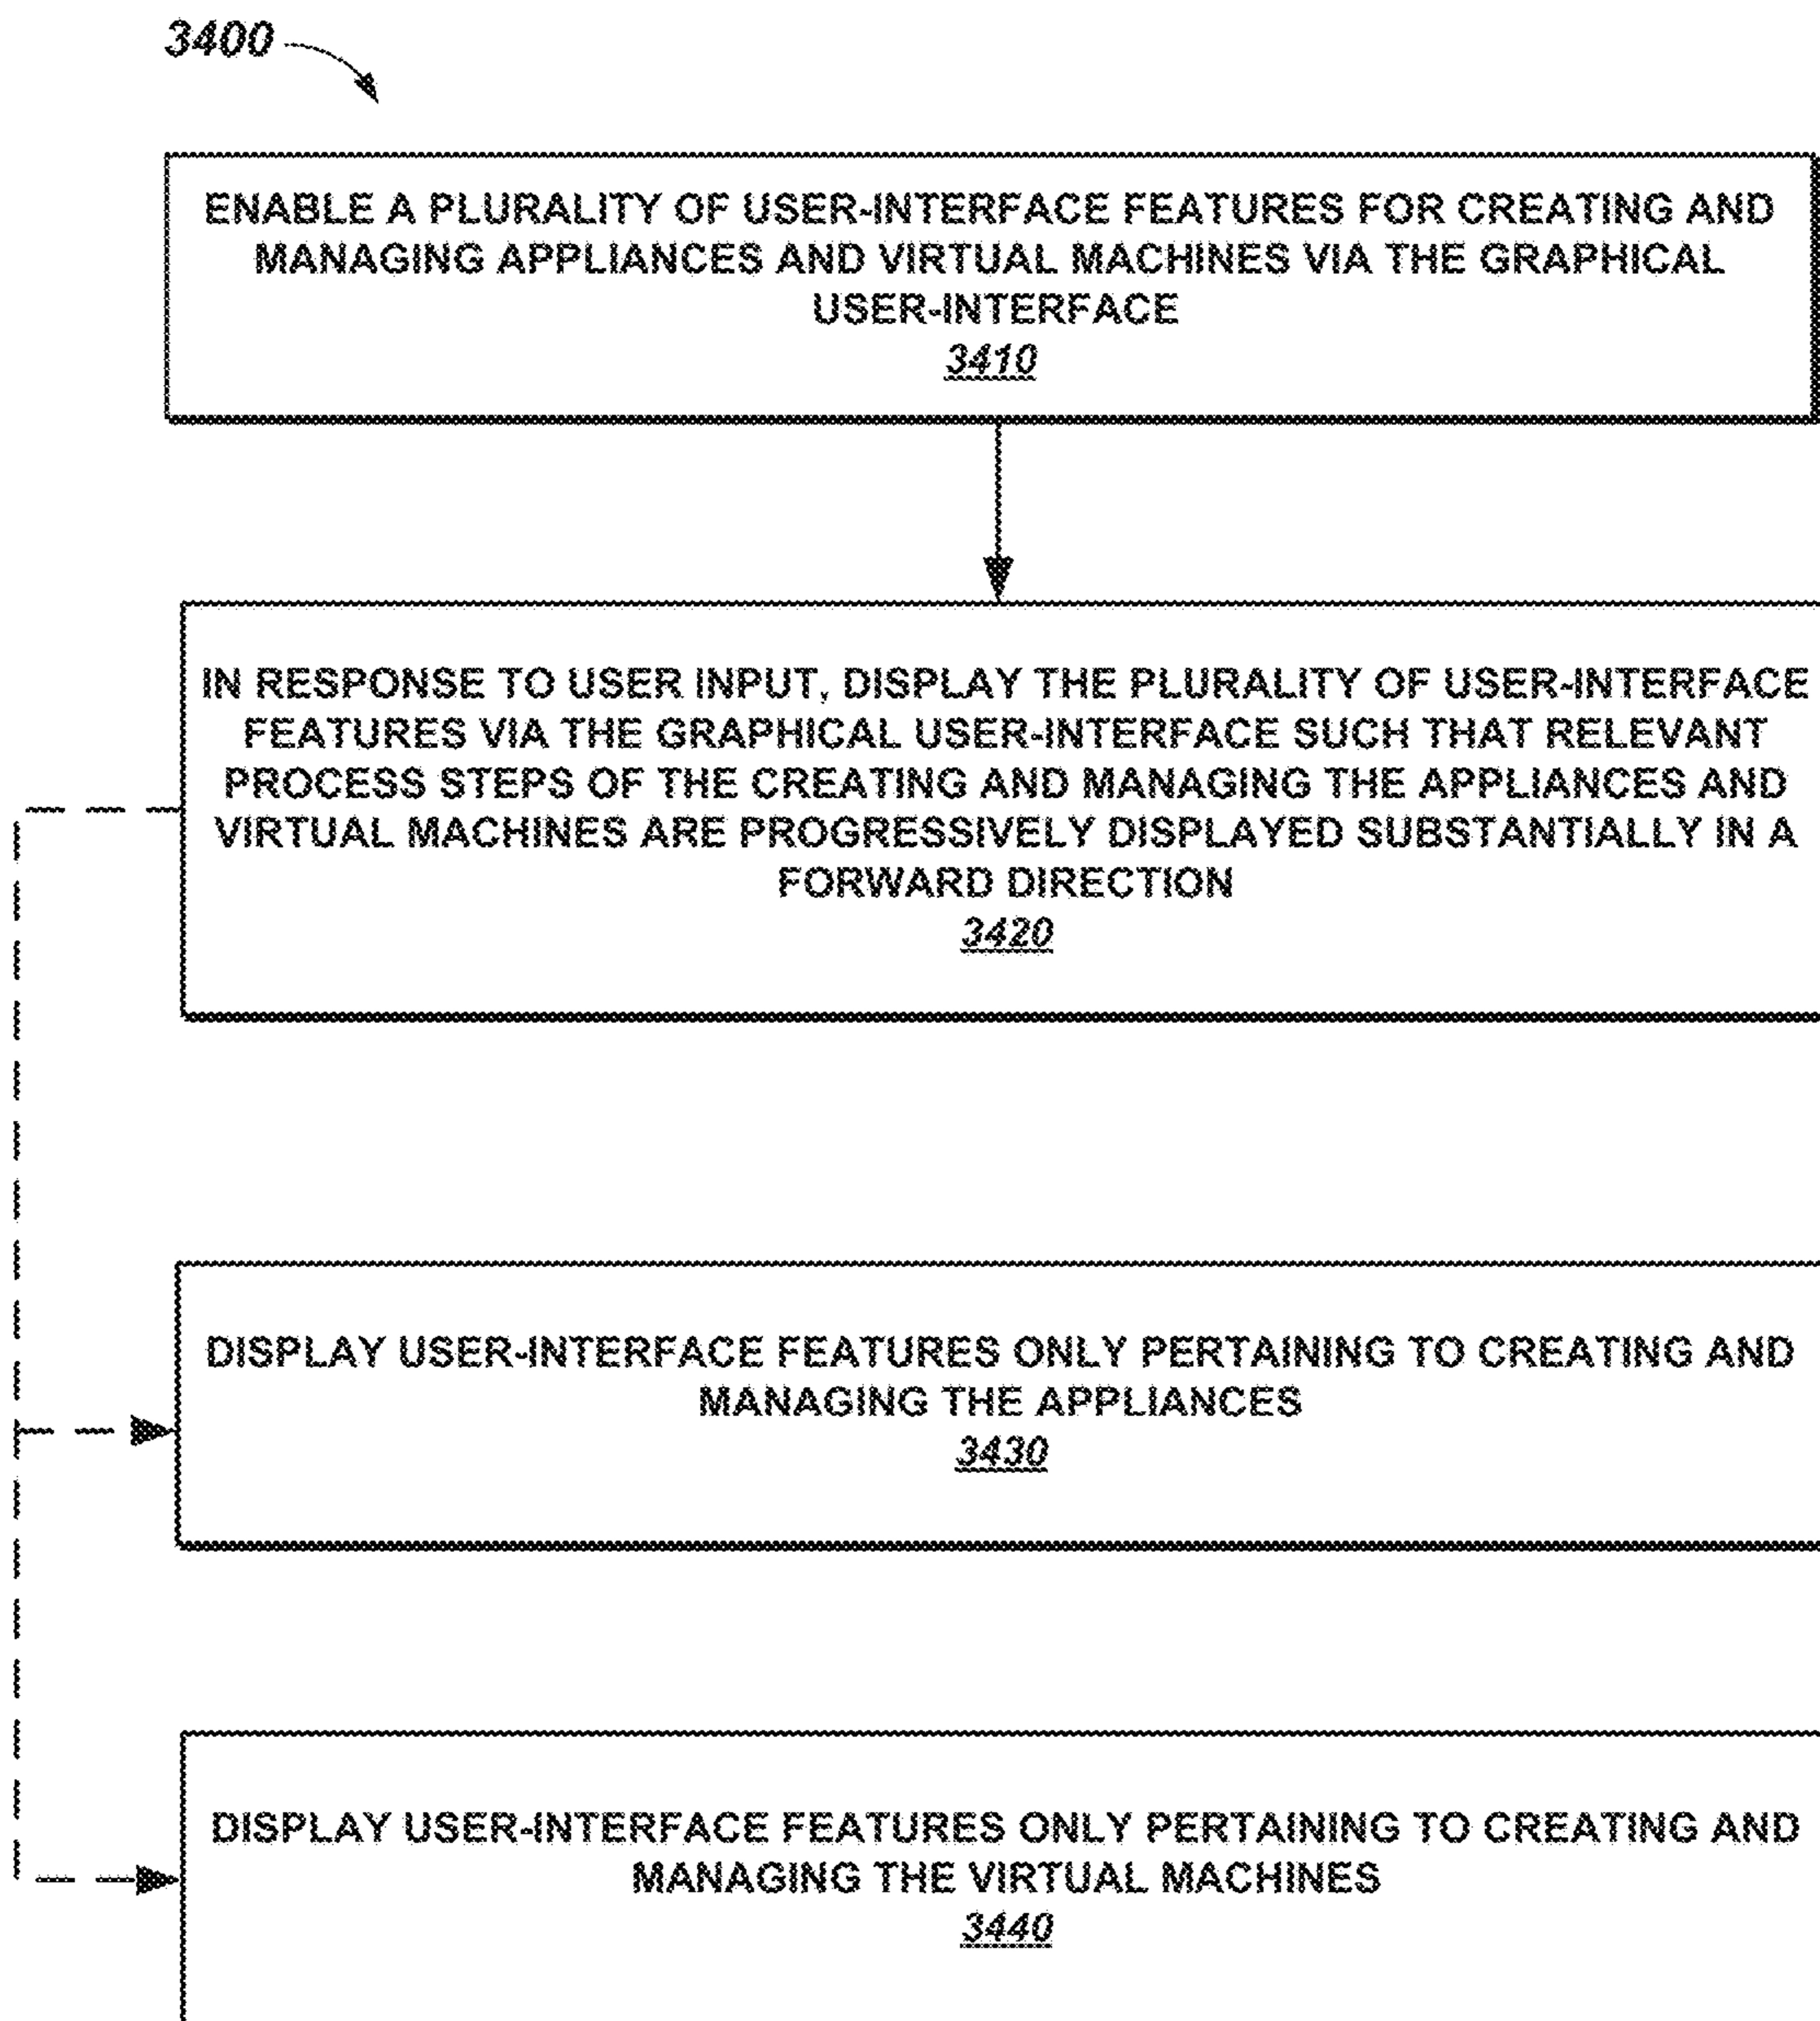 3400
ENABLE A PLURALITY OF USER-INTERFACE FEATURES FOR CREATING AND
MANAGING APPLIANCES AND VIRTUAL MACHINES VIA THE GRAPHICAL
USER-INTERFACE
3410
IN RESPONSE TO USER INPUT, DISPLAY THE PLURALITY OF USER-INTERFACE
FEATURES VIA THE GRAPHICAL USER-INTERFACE SUCH THAT RELEVANT
PROCESS STEPS OF THE CREATING AND MANAGING THE APPLIANCES AND
VIRTUAL MACHINES ARE PROGRESSIVELY DISPLAYED SUBSTANTIALLY IN A
FORWARD DIRECTION
3420
DISPLAY USER-INTERFACE FEATURES ONLY PERTAINING TO CREATING AND
MANAGING THE APPLIANCES
3430
DISPLAY USER-INTERFACE FEATURES ONLY PERTAINING TO CREATING AND
MANAGING THE VIRTUAL MACHINES
3440